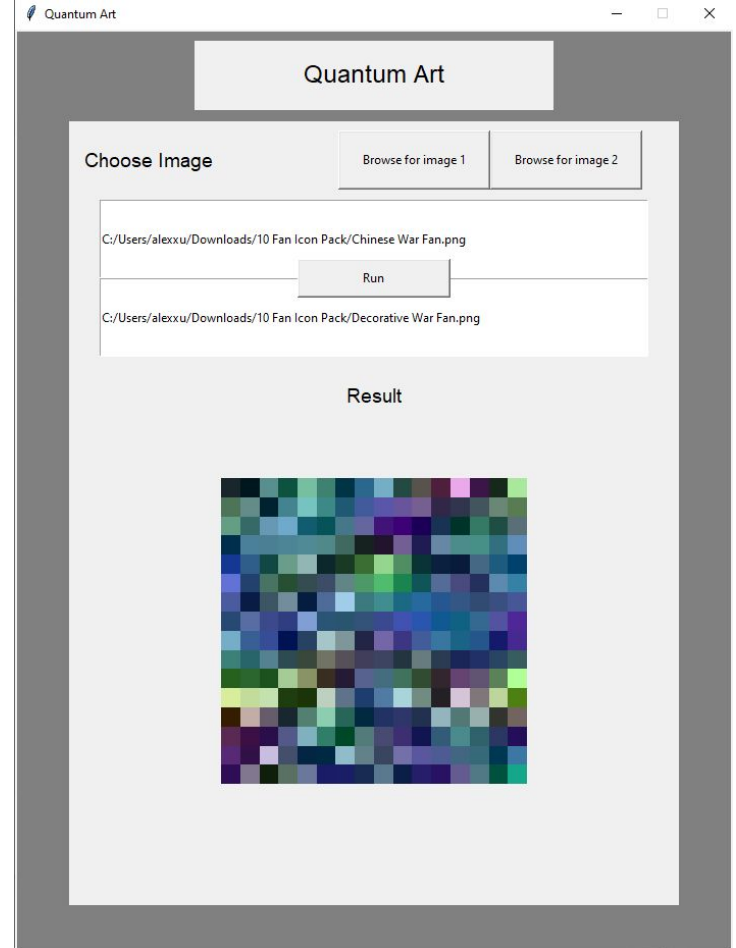 Quantum Art
Quantum Art
Choose Image
Browse for image 1
Browse for image 2
C:/Users/alexxu/Downloads/10 Fan Icon Pack/Chinese War Fan.png
Run
C:/Users/alexxu/Downloads/10 Fan Icon Pack/Decorative War Fan.png
Result